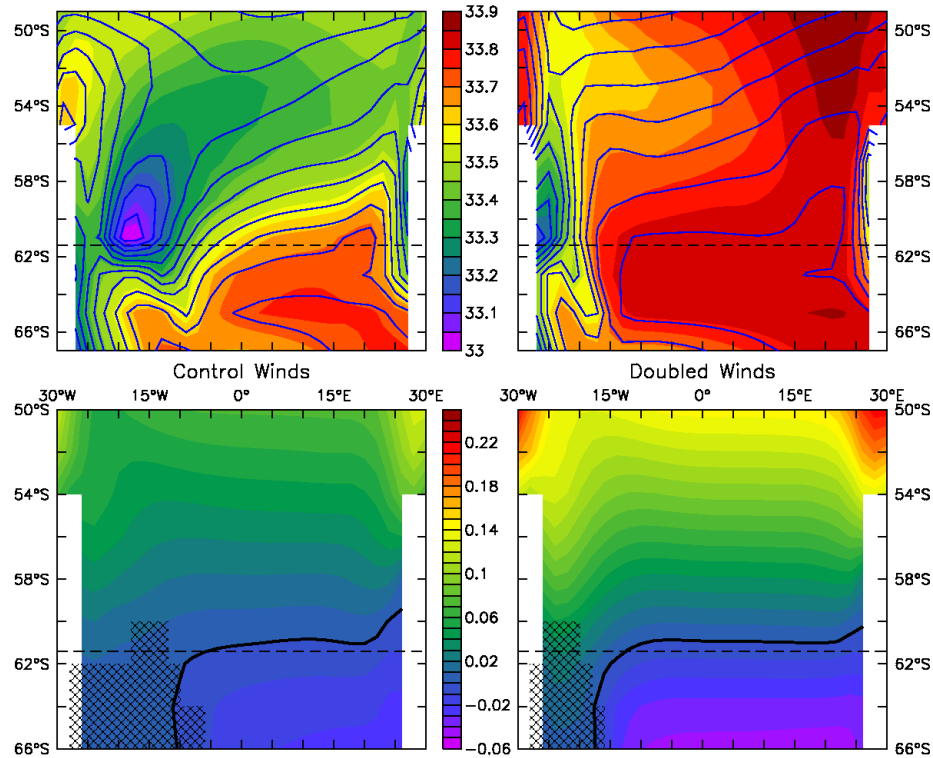 50°S 33.9 50°S
33.8
54°S 33.7 54°S
33.6
58°S 33.5 58°S
33.4
33.3
62°S 33.2 62°S
33.1
66°S 33 66°S
Control Winds Doubled Winds
30°W 15°W 0° 15°E 30°E 30°W 15°W 0° 15°E 30°E
50°S 50°S
0.22
54°S 0.18 54°S
0.14
58°S 0.1 58°S
0.06
62°S 0.02 62°S
-0.02
66°S -0.06 66°S